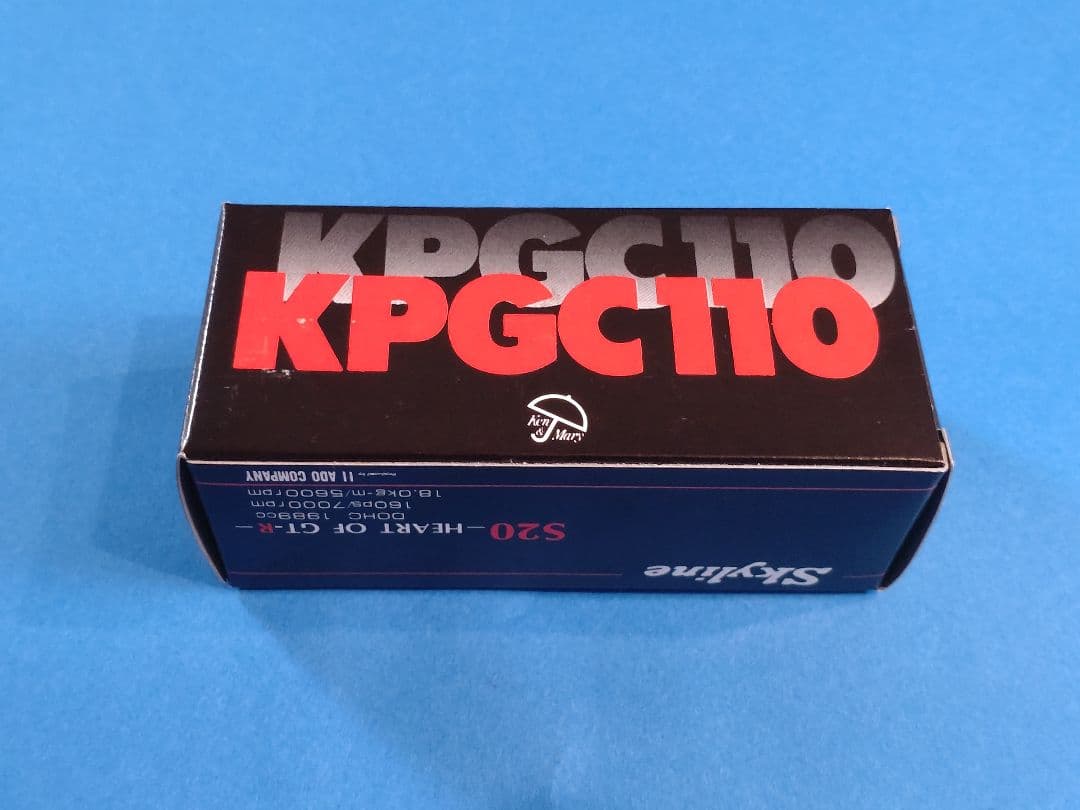 KPGC110
KPGC110
Ken
& Mary
Skyline
S20—HEART OF GT-R—
DOHC 1989cc
160ps/7000rpm
18.0kg-m/5600rpm
Produced by II ADO COMPANY